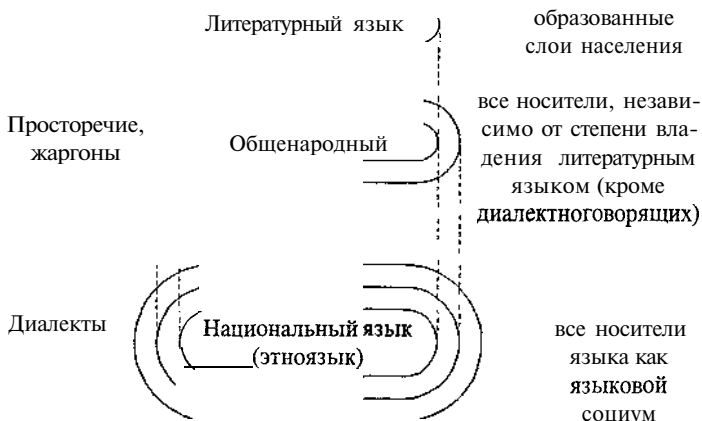 Литературный язык
образованные
слои населения
Просторечие,
жаргоны
Общенародный
все носители, незави-
симо от степени вла-
дения литературным
языком (кроме
диалектноговорящих)
Диалекты
Национальный язык
(этноязык)
все носители
языка как
языковой
социум